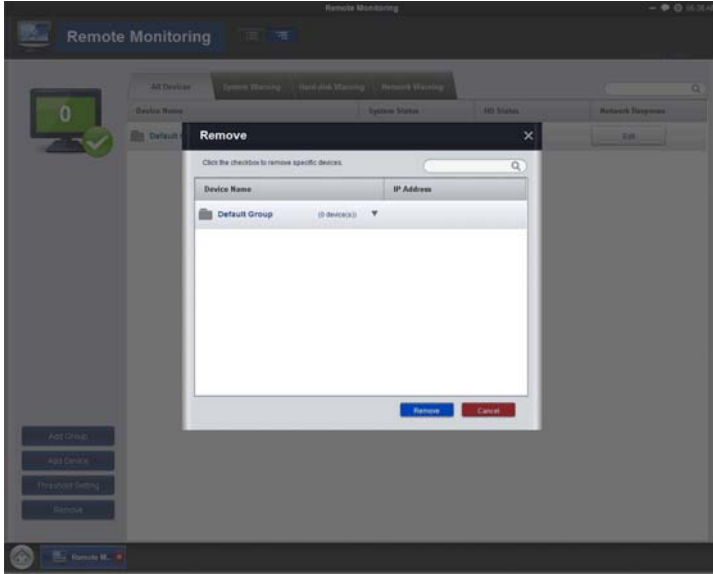 Remote Monitoring
Remote Monitoring
All Devices System Warning Hard-disk Warning Network Warning
Device Name System Status HD Status Network Response
0
Default Edit
Remove
Click the checkbox to remove specific devices.
Device Name IP Address
Default Group (0 device(s))
Remove Cancel
Add Group
Add Device
Threshold Setting
Remove
Remote M...